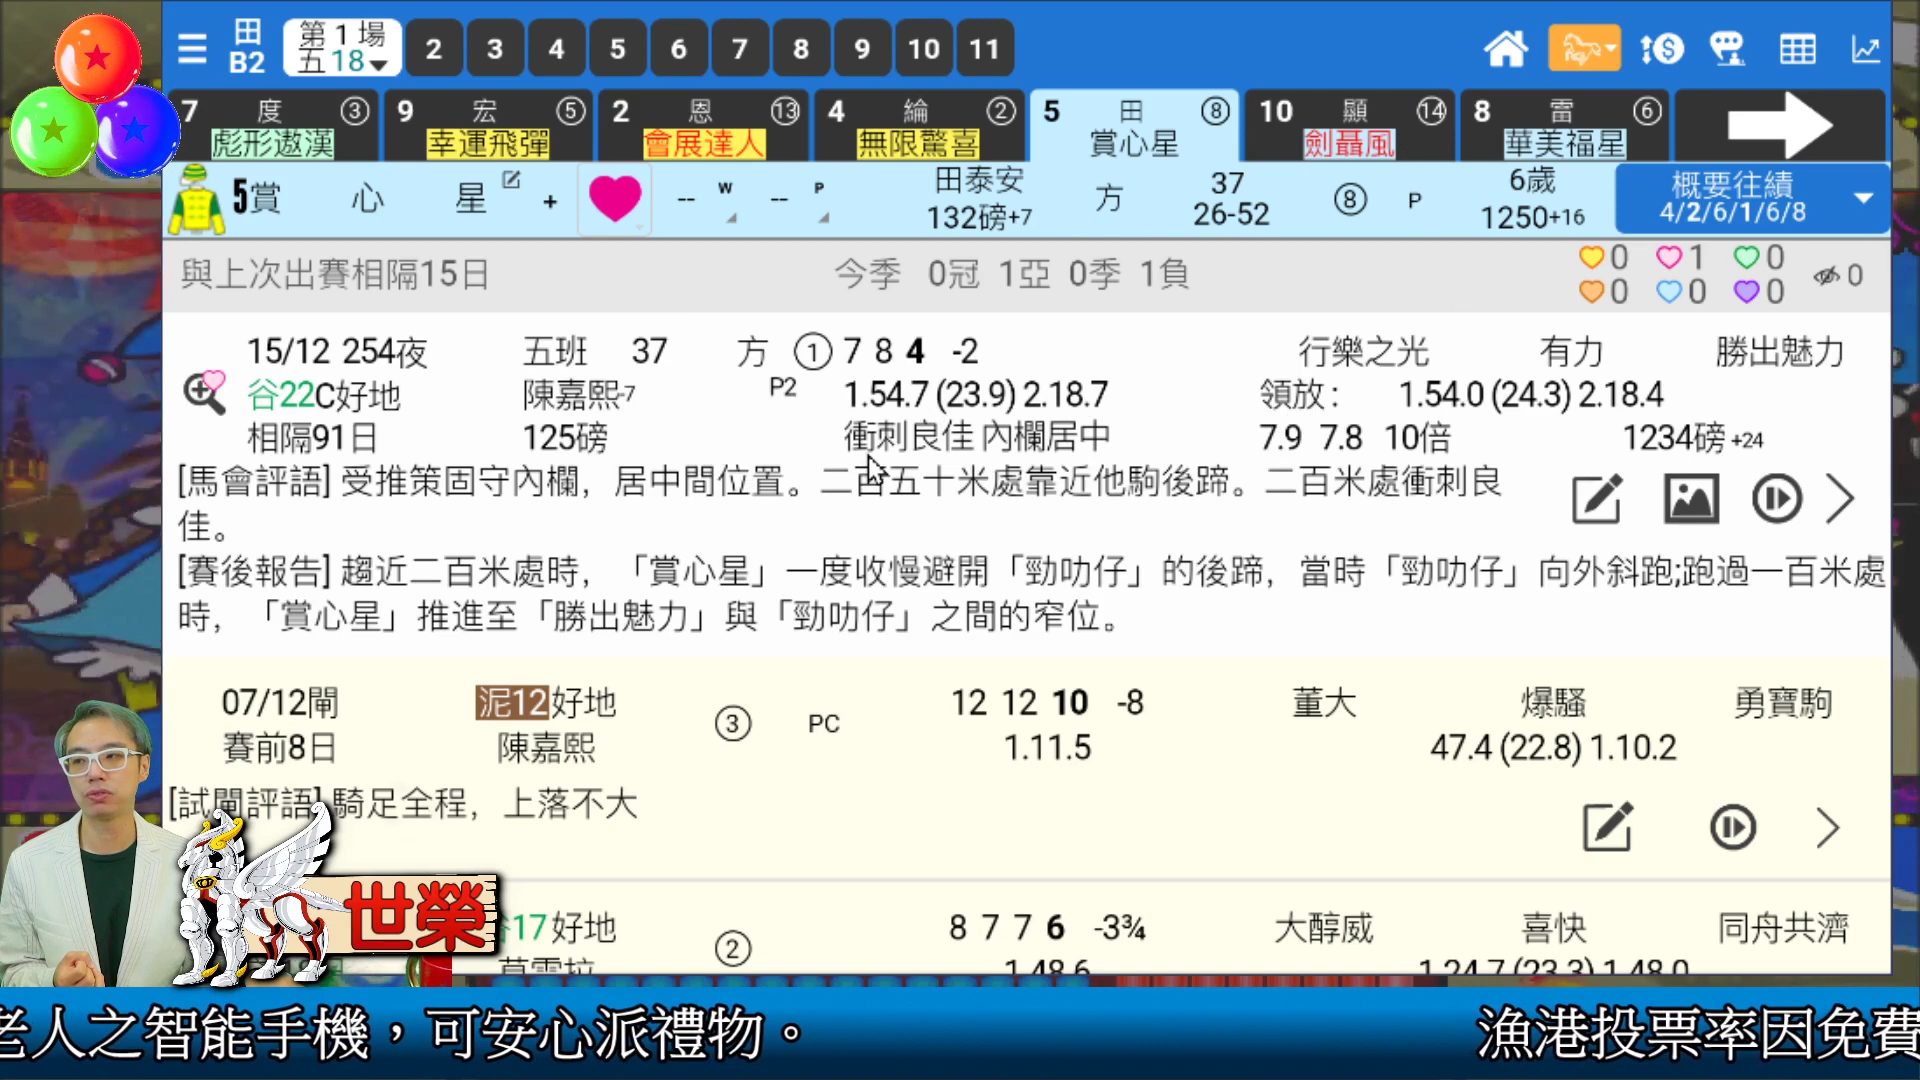 田 B2 第1場 五18 2 3 4 5 6 7 8 9 10 11
7 度 ③ 9 宏 ⑤ 2 恩 ⑬ 4 綸 ② 5 田 ⑧ 10 顯 ⑭ 8 雷 ⑥
彪形遨漢 幸運飛彈 會展達人 無限驚喜 賞心星 劍聶風 華美福星
5賞心星 + -- W -- P 田泰安 方 37 ⑧ P 6歲 概要往績
132磅+7 26-52 1250+16 4/2/6/1/6/8
與上次出賽相隔15日 今季 0冠 1亞 0季 1負 0 1 0 0
0 0 0
15/12 254夜 五班 37 方 ① 7 8 4 -2 行樂之光 有力 勝出魅力
谷22C好地 陳嘉熙-7 P2 1.54.7 (23.9) 2.18.7 領放: 1.54.0 (24.3) 2.18.4
相隔91日 125磅 衝刺良佳 內欄居中 7.9 7.8 10倍 1234磅 +24
[馬會評語] 受推策固守內欄，居中間位置。二百五十米處靠近他駒後蹄。二百米處衝刺良
佳。
[賽後報告] 趨近二百米處時，「賞心星」一度收慢避開「勁叻仔」的後蹄，當時「勁叻仔」向外斜跑;跑過一百米處
時，「賞心星」推進至「勝出魅力」與「勁叻仔」之間的窄位。
07/12閘 泥12好地 ③ PC 12 12 10 -8 董大 爆騷 勇寶駒
賽前8日 陳嘉熙 1.11.5 47.4 (22.8) 1.10.2
[試閘評語] 騎足全程，上落不大
世榮
17 好地 ② 8 7 7 6 -3¾ 大醇威 喜快 同舟共濟
莫雷拉 1.48.6 1.24.7 (23.3) 1.48.0
老人之智能手機，可安心派禮物。 漁港投票率因免費